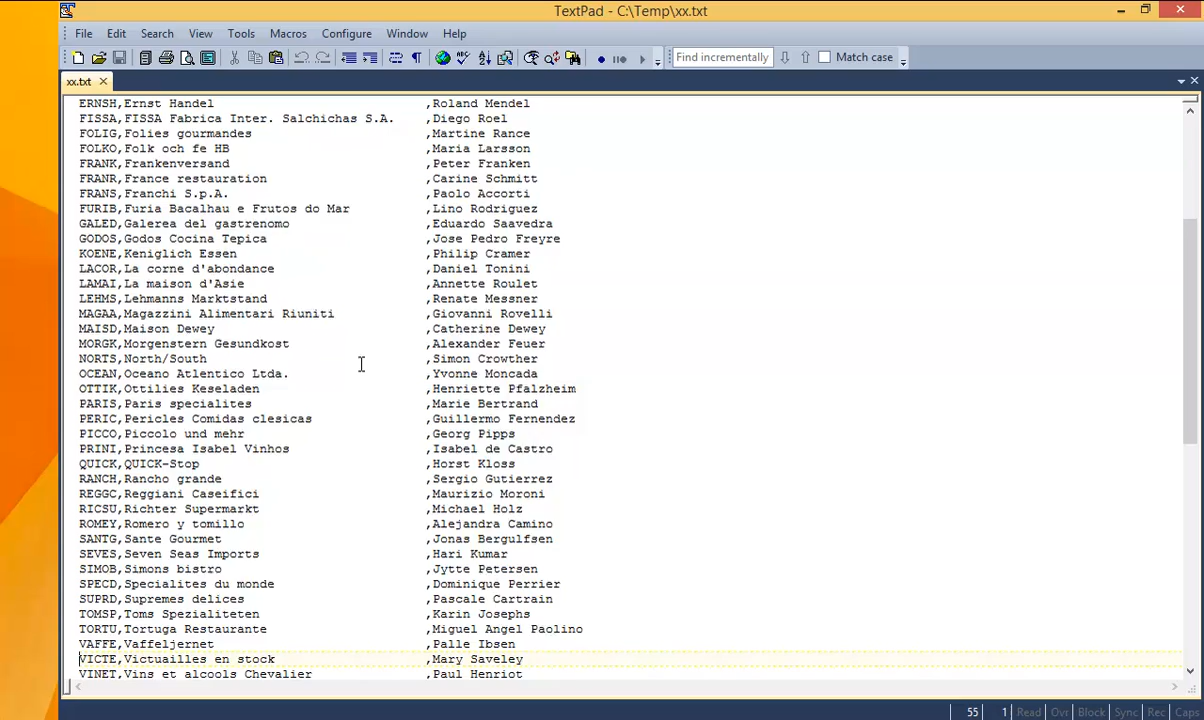 TextPad - C:\Temp\xx.txt
File Edit Search View Tools Macros Configure Window Help
Find incrementally Match case
xx.txt
ERNSH,Ernst Handel ,Roland Mendel
FISSA,FISSA Fabrica Inter. Salchichas S.A. ,Diego Roel
FOLIG,Folies gourmandes ,Martine Rance
FOLKO,Folk och fe HB ,Maria Larsson
FRANK,Frankenversand ,Peter Franken
FRANR,France restauration ,Carine Schmitt
FRANS,Franchi S.p.A. ,Paolo Accorti
FURIB,Furia Bacalhau e Frutos do Mar ,Lino Rodriguez
GALED,Galerea del gastrenomo ,Eduardo Saavedra
GODOS,Godos Cocina Tepica ,Jose Pedro Freyre
KOENE,Keniglich Essen ,Philip Cramer
LACOR,La corne d'abondance ,Daniel Tonini
LAMAI,La maison d'Asie ,Annette Roulet
LEHMS,Lehmanns Marktstand ,Renate Messner
MAGAA,Magazzini Alimentari Riuniti ,Giovanni Rovelli
MAISD,Maison Dewey ,Catherine Dewey
MORGK,Morgenstern Gesundkost ,Alexander Feuer
NORTS,North/South ,Simon Crowther
OCEAN,Oceano Atlentico Ltda. ,Yvonne Moncada
OTTIK,Ottilies Keseladen ,Henriette Pfalzheim
PARIS,Paris specialites ,Marie Bertrand
PERIC,Pericles Comidas clesicas ,Guillermo Fernendez
PICCO,Piccolo und mehr ,Georg Pipps
PRINI,Princesa Isabel Vinhos ,Isabel de Castro
QUICK,QUICK-Stop ,Horst Kloss
RANCH,Rancho grande ,Sergio Gutierrez
REGGC,Reggiani Caseifici ,Maurizio Moroni
RICSU,Richter Supermarkt ,Michael Holz
ROMEY,Romero y tomillo ,Alejandra Camino
SANTG,Sante Gourmet ,Jonas Bergulfsen
SEVES,Seven Seas Imports ,Hari Kumar
SIMOB,Simons bistro ,Jytte Petersen
SPECD,Specialites du monde ,Dominique Perrier
SUPRD,Supremes delices ,Pascale Cartrain
TOMSP,Toms Spezialiteten ,Karin Josephs
TORTU,Tortuga Restaurante ,Miguel Angel Paolino
VAFFE,Vaffeljernet ,Palle Ibsen
VICTE,Victuailles en stock ,Mary Saveley
VINET,Vins et alcools Chevalier ,Paul Henriot
55 1 Read Ovr Block Sync Rec Caps